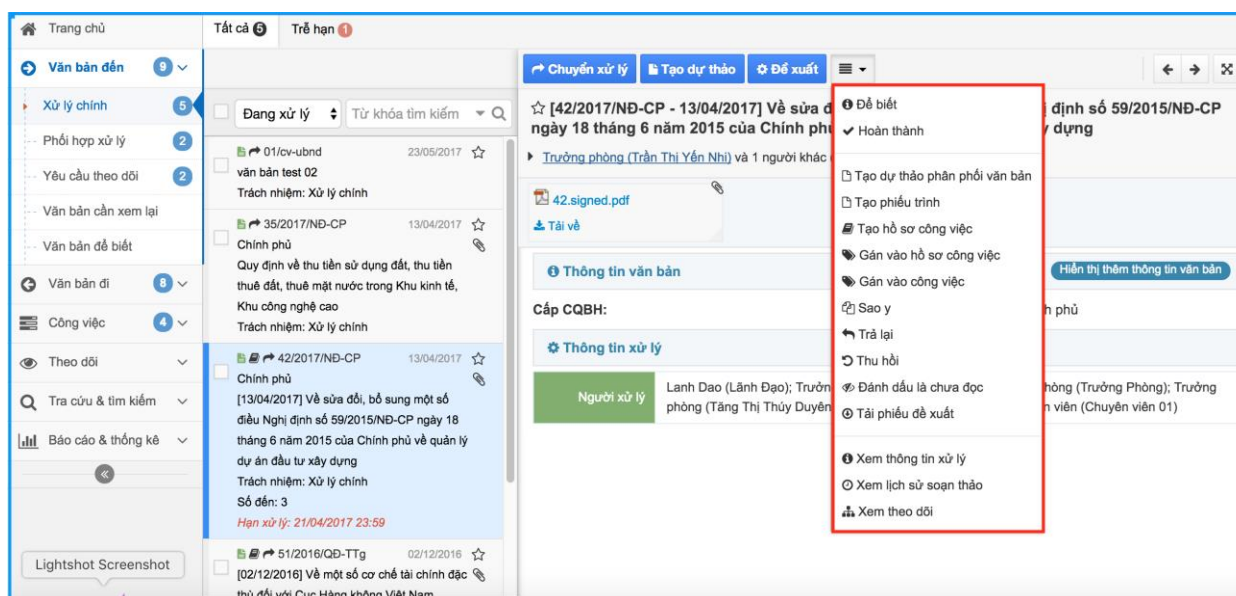 Trang chủ
Văn bản đến 9
Xử lý chính 5
Phối hợp xử lý 2
Yêu cầu theo dõi 2
Văn bản cần xem lại
Văn bản để biết
Văn bản đi 8
Công việc 4
Theo dõi
Tra cứu & tìm kiếm
Báo cáo & thống kê
Lightshot Screenshot
Tất cả 5 Trễ hạn 1
Đang xử lý Từ khóa tìm kiếm
01/cv-ubnd 23/05/2017
văn bản test 02
Trách nhiệm: Xử lý chính
35/2017/NĐ-CP 13/04/2017
Chính phủ
Quy định về thu tiền sử dụng đất, thu tiền
thuê đất, thuê mặt nước trong Khu kinh tế,
Khu công nghệ cao
Trách nhiệm: Xử lý chính
42/2017/NĐ-CP 13/04/2017
Chính phủ
[13/04/2017] Về sửa đổi, bổ sung một số
điều Nghị định số 59/2015/NĐ-CP ngày 18
tháng 6 năm 2015 của Chính phủ về quản lý
dự án đầu tư xây dựng
Trách nhiệm: Xử lý chính
Số đến: 3
Hạn xử lý: 21/04/2017 23:59
51/2016/QĐ-TTg 02/12/2016
[02/12/2016] Về một số cơ chế tài chính đặc
thù đối với Cục Hàng không Việt Nam
Chuyển xử lý Tạo dự thảo Đề xuất
[42/2017/NĐ-CP - 13/04/2017] Về sửa đ ị định số 59/2015/NĐ-CP
ngày 18 tháng 6 năm 2015 của Chính ph y dựng
Trưởng phòng (Trần Thị Yến Nhi) và 1 người khác
42.signed.pdf
Tải về
Thông tin văn bản Hiển thị thêm thông tin văn bản
Cấp CQBH: h phủ
Thông tin xử lý
Người xử lý
Lanh Dao (Lãnh Đạo); Trưởn hòng (Trưởng Phòng); Trưởng
phòng (Tăng Thị Thúy Duyên n viên (Chuyên viên 01)
Để biết
Hoàn thành
Tạo dự thảo phân phối văn bản
Tạo phiếu trình
Tạo hồ sơ công việc
Gán vào hồ sơ công việc
Gán vào công việc
Sao y
Trả lại
Thu hồi
Đánh dấu là chưa đọc
Tải phiếu đề xuất
Xem thông tin xử lý
Xem lịch sử soạn thảo
Xem theo dõi